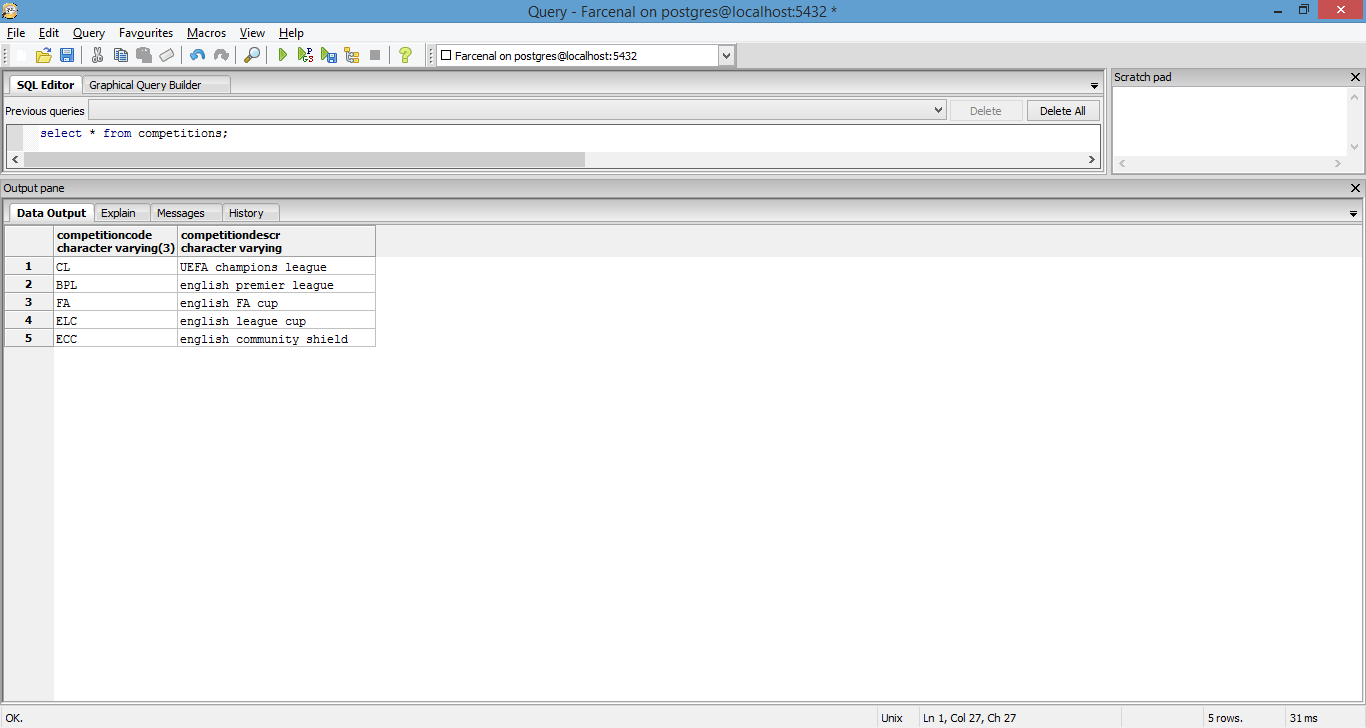 Query - Farcenal on postgres@localhost:5432 *
File Edit Query Favourites Macros View Help
Farcenal on postgres@localhost:5432
SQL Editor Graphical Query Builder
Scratch pad
Previous queries Delete Delete All
select * from competitions;
Output pane
Data Output Explain Messages History
competitioncode competitiondescr
character varying(3) character varying
1 CL UEFA champions league
2 BPL english premier league
3 FA english FA cup
4 ELC english league cup
5 ECC english community shield
OK. Unix Ln 1, Col 27, Ch 27 5 rows. 31 ms